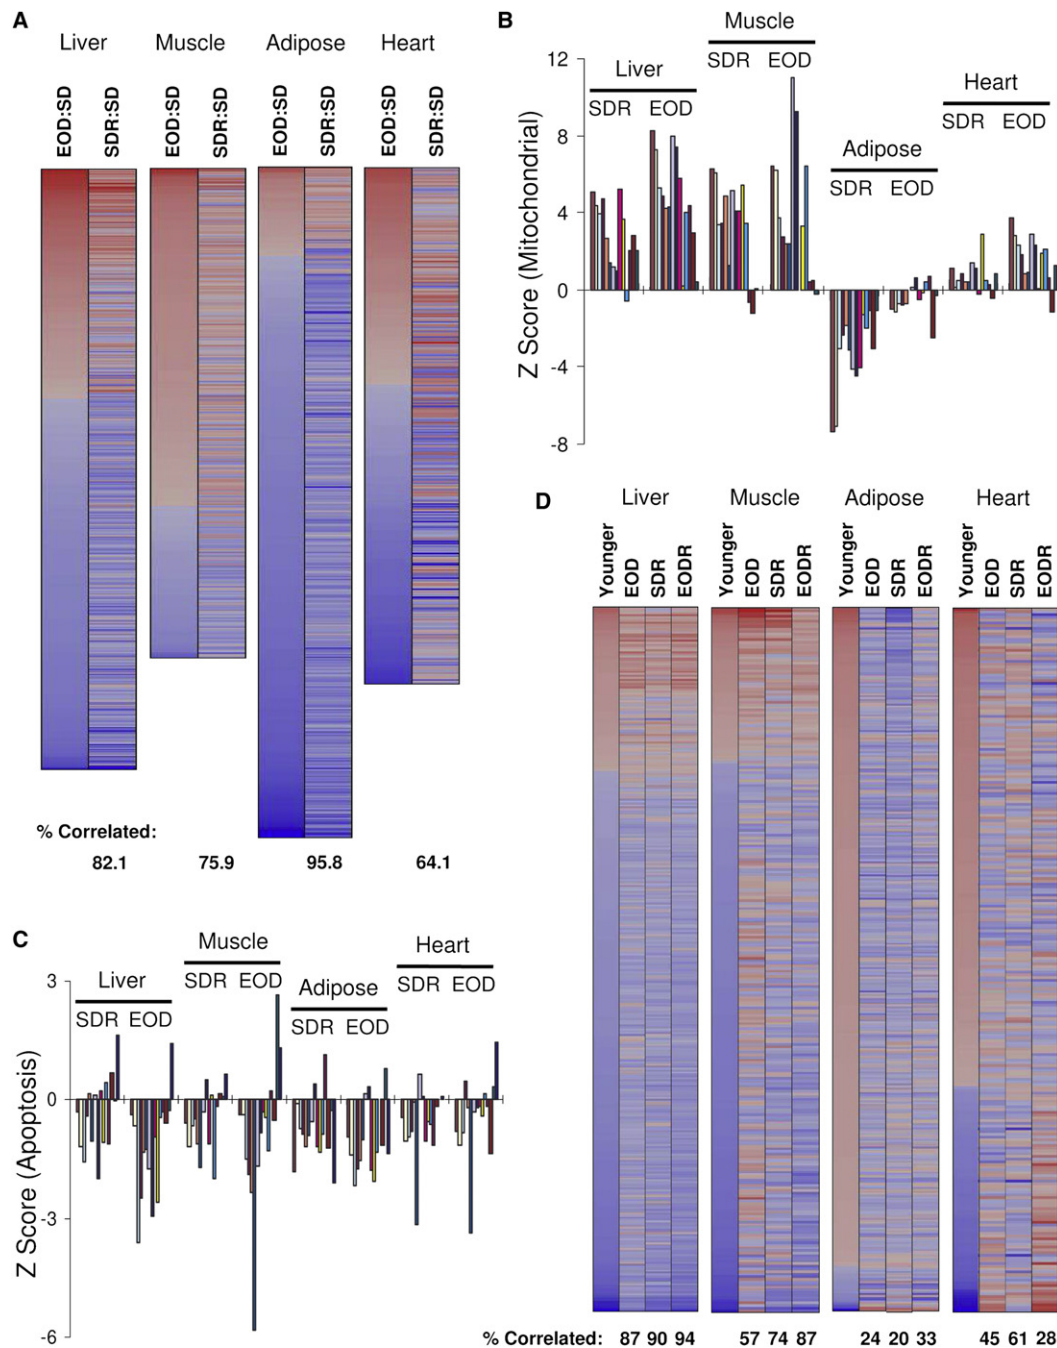 A
Liver Muscle Adipose Heart
EOD:SD SDR:SD EOD:SD SDR:SD EOD:SD SDR:SD EOD:SD SDR:SD
% Correlated:
82.1 75.9 95.8 64.1
B
Muscle
SDR EOD
Liver
SDR EOD
Heart
SDR EOD
Adipose
SDR EOD
12
8
4
0
-4
-8
Z Score (Mitochondrial)
C
Muscle
SDR EOD
Heart
SDR EOD
Liver
SDR EOD
Adipose
SDR EOD
3
0
-3
-6
Z Score (Apoptosis)
D
Liver Muscle Adipose Heart
Younger EOD SDR EODR Younger EOD SDR EODR Younger EOD SDR EODR Younger EOD SDR EODR
% Correlated: 87 90 94 57 74 87 24 20 33 45 61 28